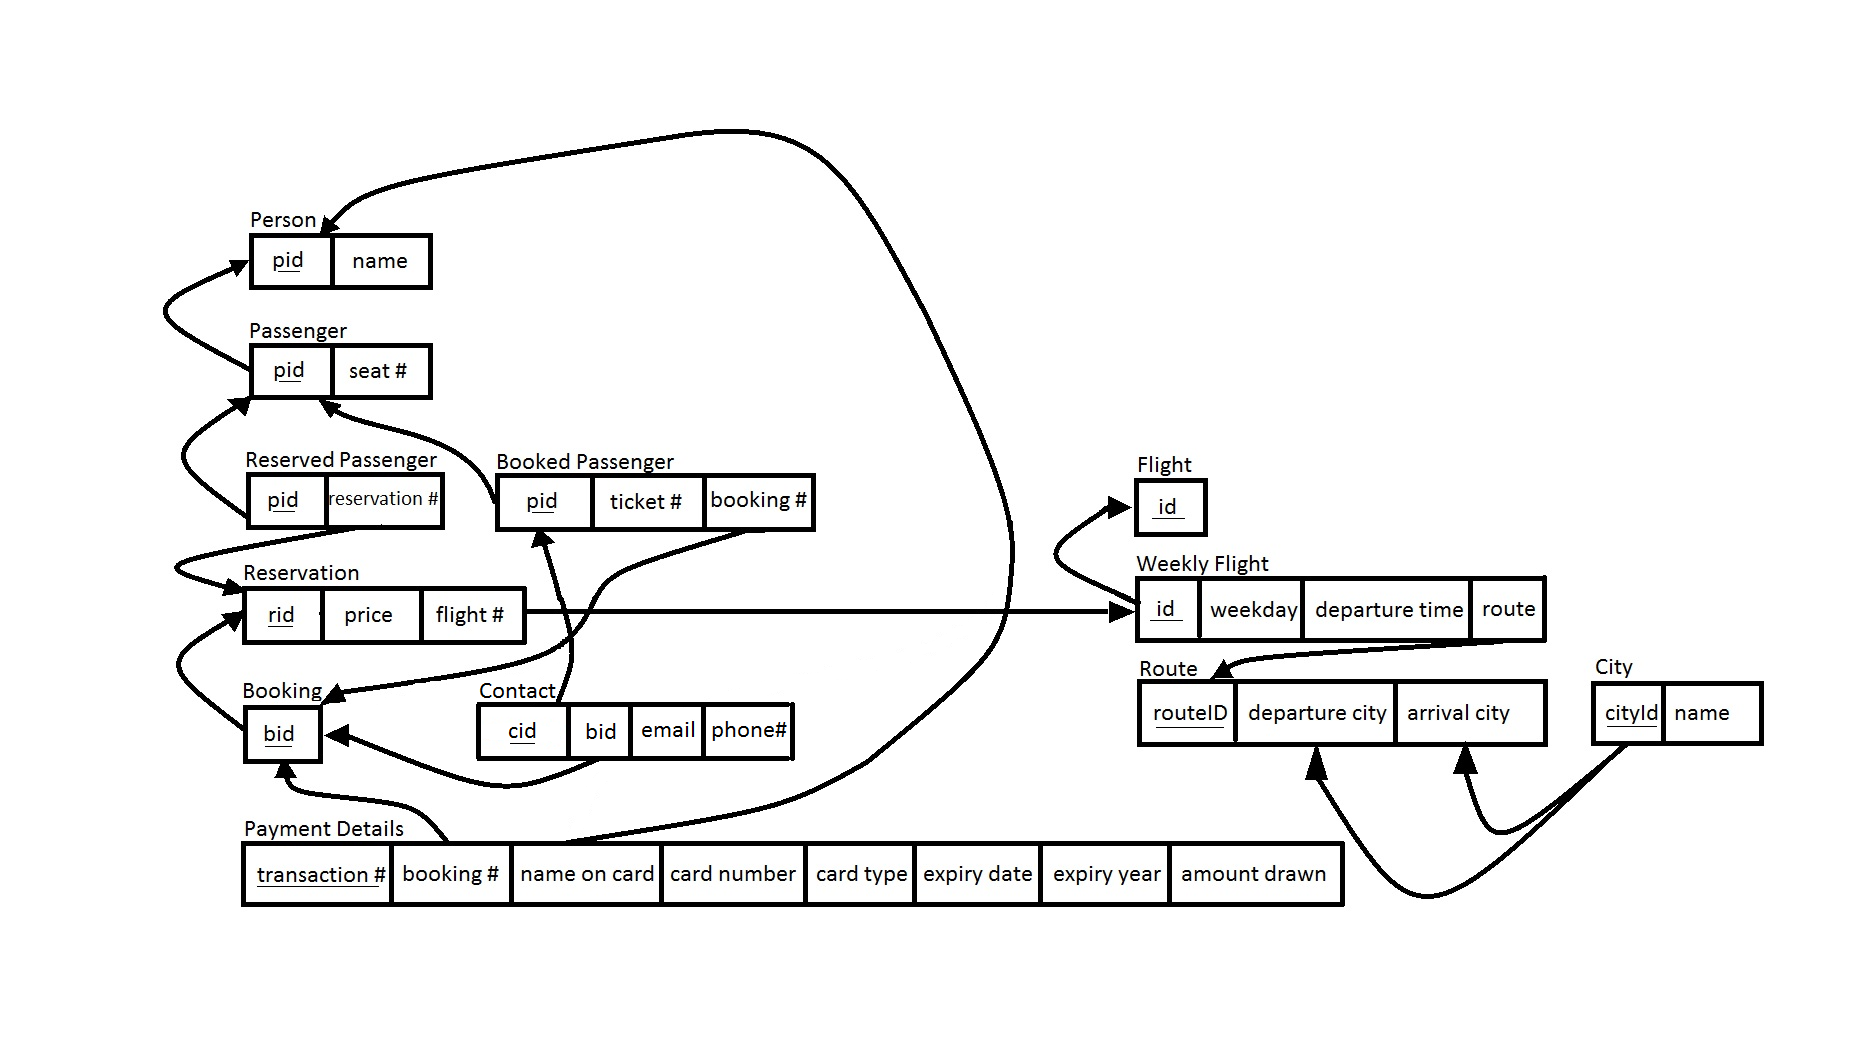 Person
pid name
Passenger
pid seat #
Reserved Passenger
pid reservation #
Booked Passenger
pid ticket # booking #
Reservation
rid price flight #
Booking
bid
Contact
cid bid email phone#
Payment Details
transaction # booking # name on card card number card type expiry date expiry year amount drawn
Flight
id
Weekly Flight
id weekday departure time route
Route
routeID departure city arrival city
City
cityId name